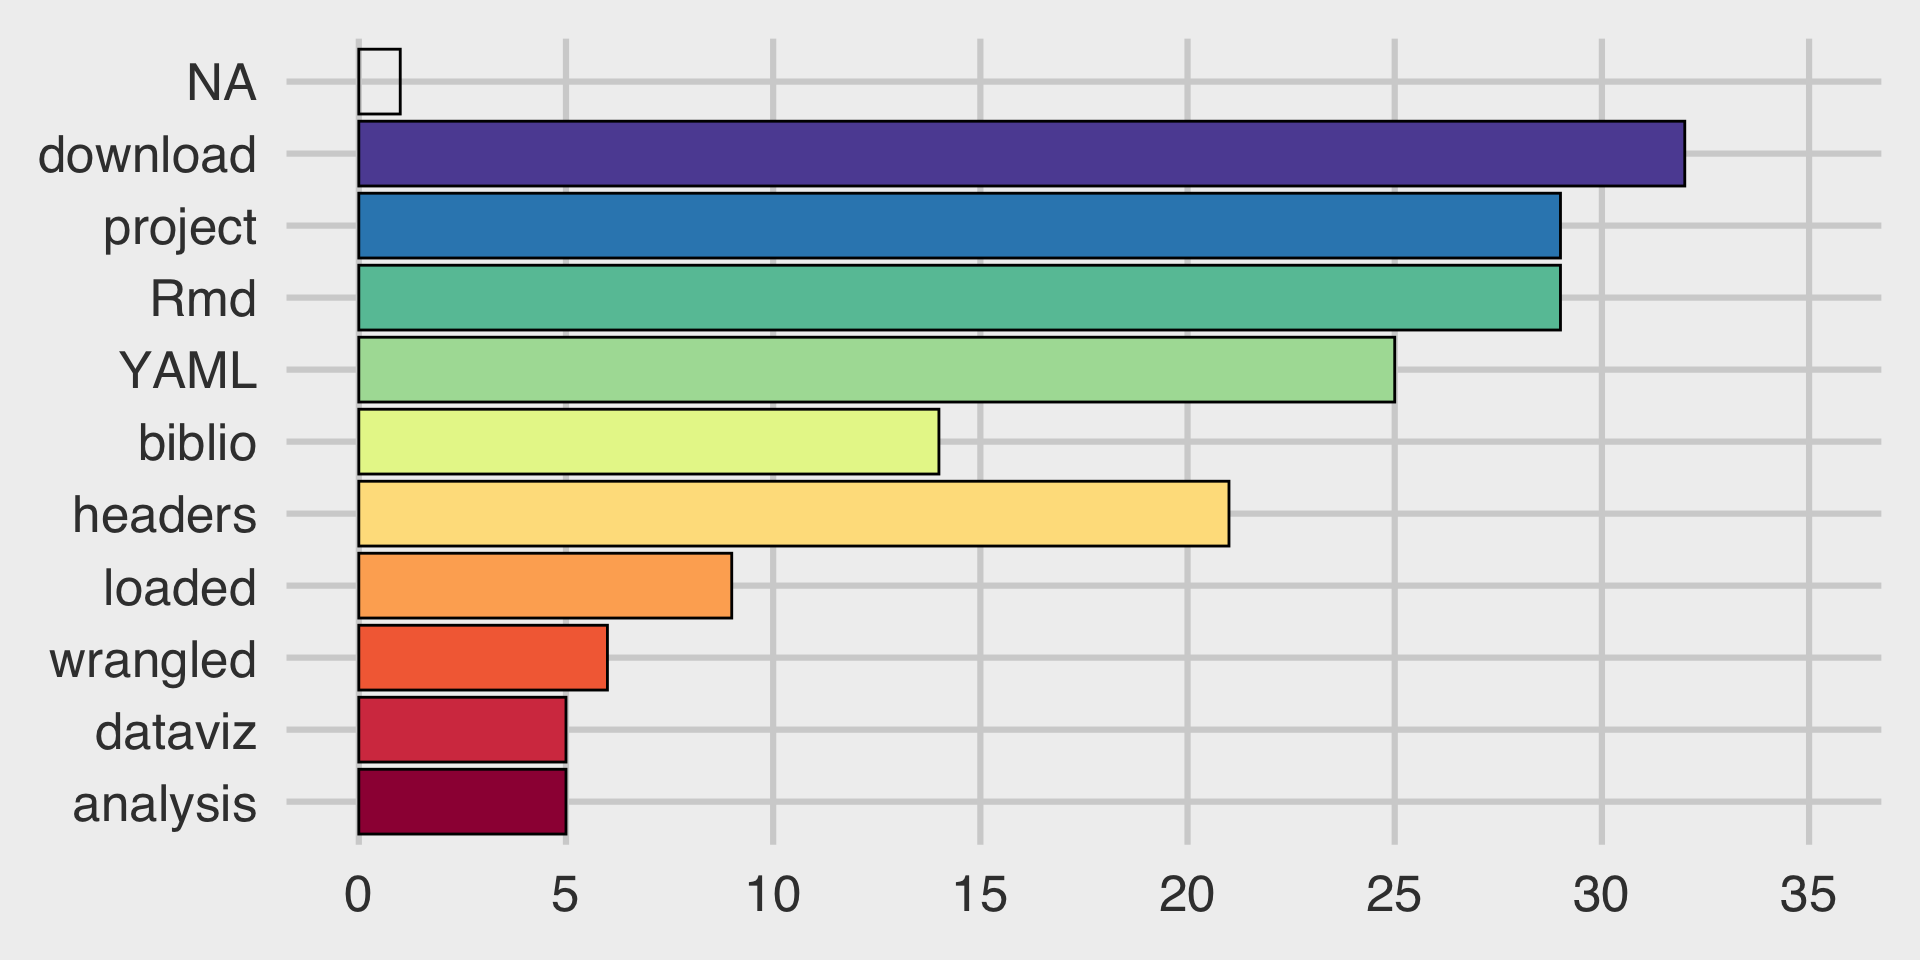 NA
download
project
Rmd
YAML
biblio
headers
loaded
wrangled
dataviz
analysis
0 5 10 15 20 25 30 35